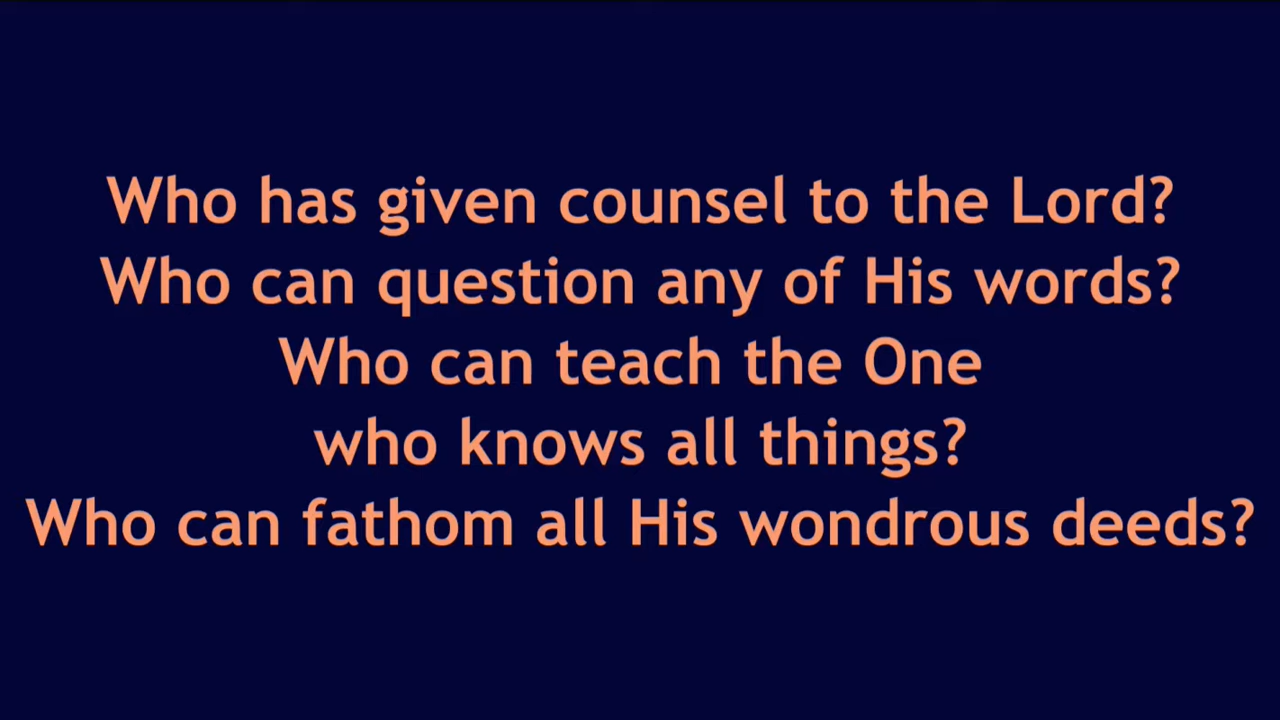 Who has given counsel to the Lord?
Who can question any of His words?
Who can teach the One
who knows all things?
Who can fathom all His wondrous deeds?